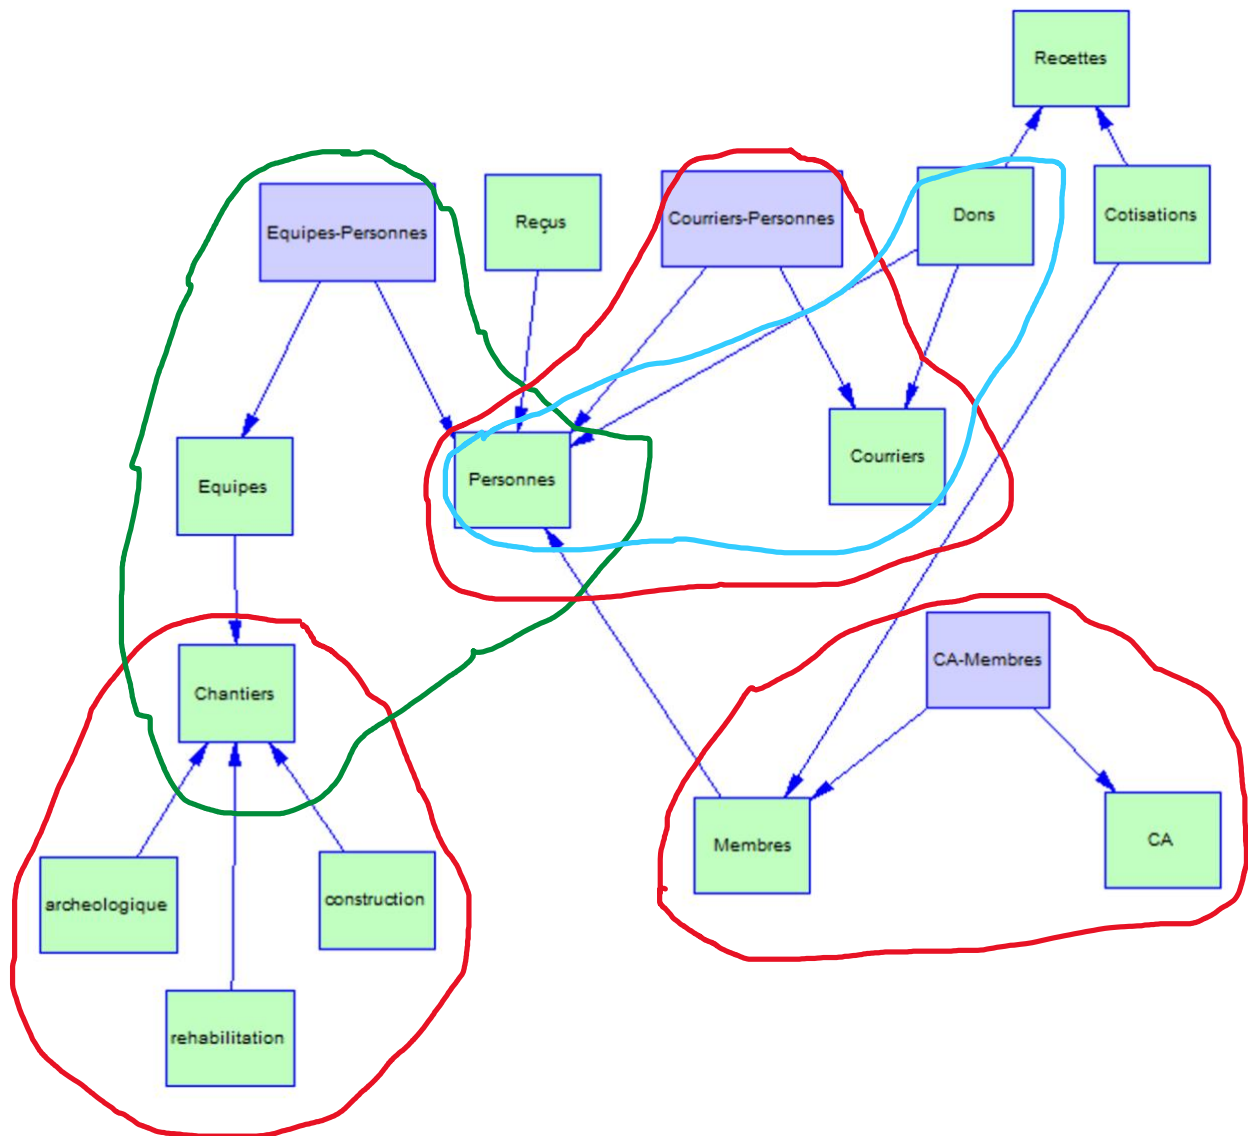 Recettes
Equipes-Personnes
Reçus
Courriers-Personnes
Dons
Cotisations
Equipes
Personnes
Courriers
Chantiers
CA-Membres
Membres
CA
archeologique
construction
rehabilitation